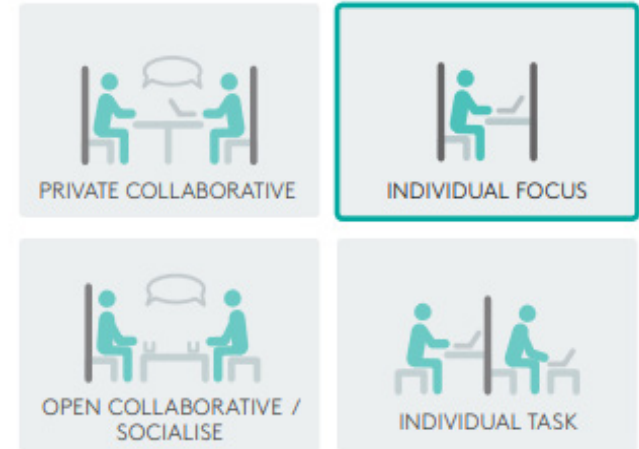 PRIVATE COLLABORATIVE
INDIVIDUAL FOCUS
OPEN COLLABORATIVE /
SOCIALISE
INDIVIDUAL TASK